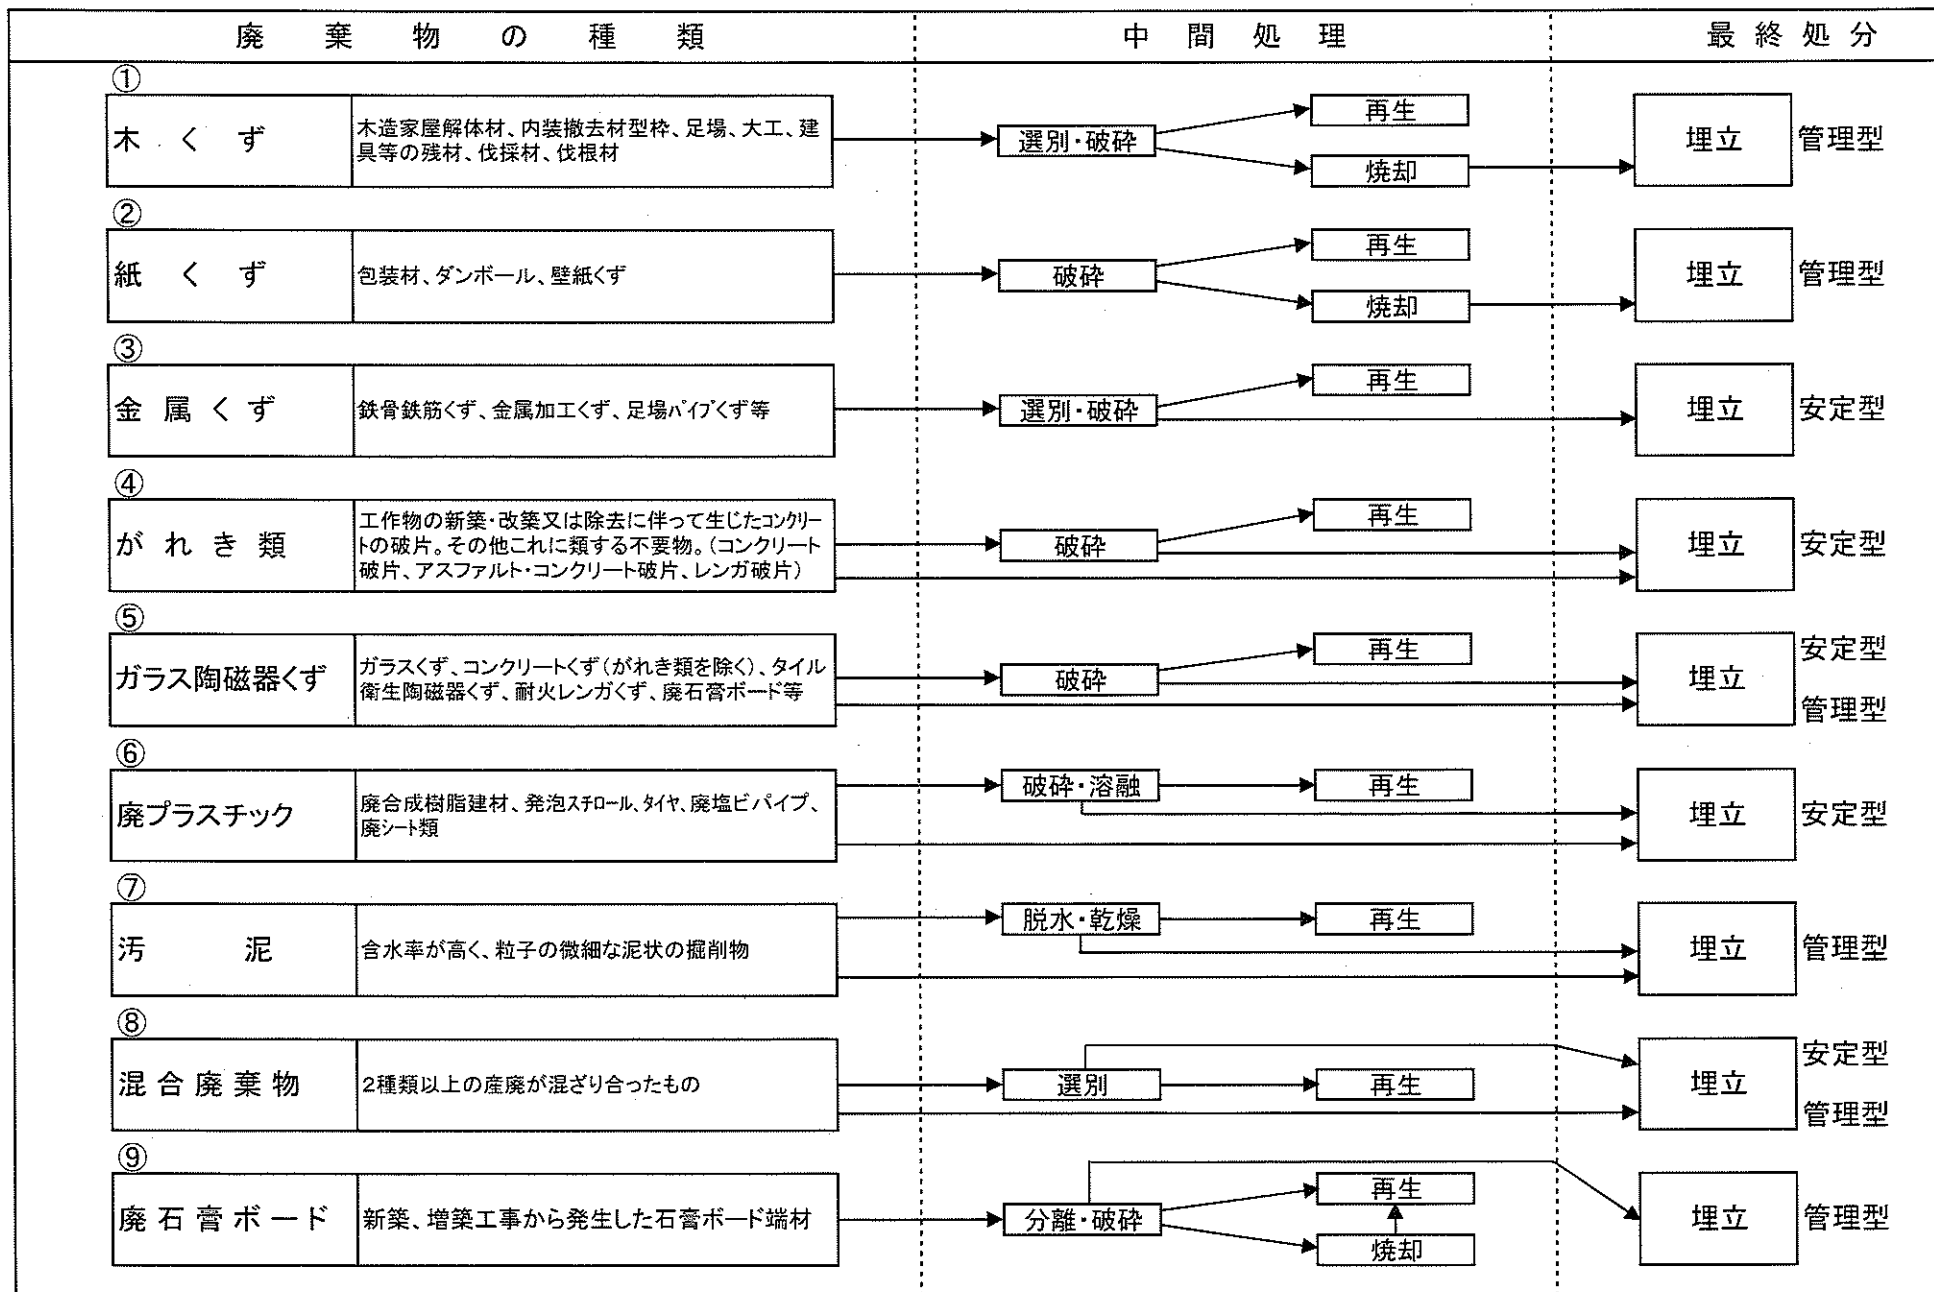 廃棄物の種類 中間処理 最終処分
①
木くず
木造家屋解体材、内装撤去材型枠、足場、大工、建
具等の残材、伐採材、伐根材
選別・破砕
再生
焼却
埋立 管理型
②
紙くず
包装材、ダンボール、壁紙くず
破砕
再生
焼却
埋立 管理型
③
金属くず
鉄骨鉄筋くず、金属加工くず、足場パイプくず等
選別・破砕
再生
埋立 安定型
④
がれき類
工作物の新築・改築又は除去に伴って生じたコンクリー
トの破片。その他これに類する不要物。(コンクリート
破片、アスファルト・コンクリート破片、レンガ破片)
破砕
再生
埋立 安定型
⑤
ガラス陶磁器くず
ガラスくず、コンクリートくず(がれき類を除く)、タイル
衛生陶磁器くず、耐火レンガくず、廃石膏ボード等
破砕
再生
埋立
安定型
管理型
⑥
廃プラスチック
廃合成樹脂建材、発泡スチロール、タイヤ、廃塩ビパイプ、
廃シート類
破砕・溶融
再生
埋立 安定型
⑦
汚泥
含水率が高く、粒子の微細な泥状の掘削物
脱水・乾燥
再生
埋立 管理型
⑧
混合廃棄物
2種類以上の産廃が混ざり合ったもの
選別
再生
埋立
安定型
管理型
⑨
廃石膏ボード
新築、増築工事から発生した石膏ボード端材
分離・破砕
再生
焼却
埋立 管理型